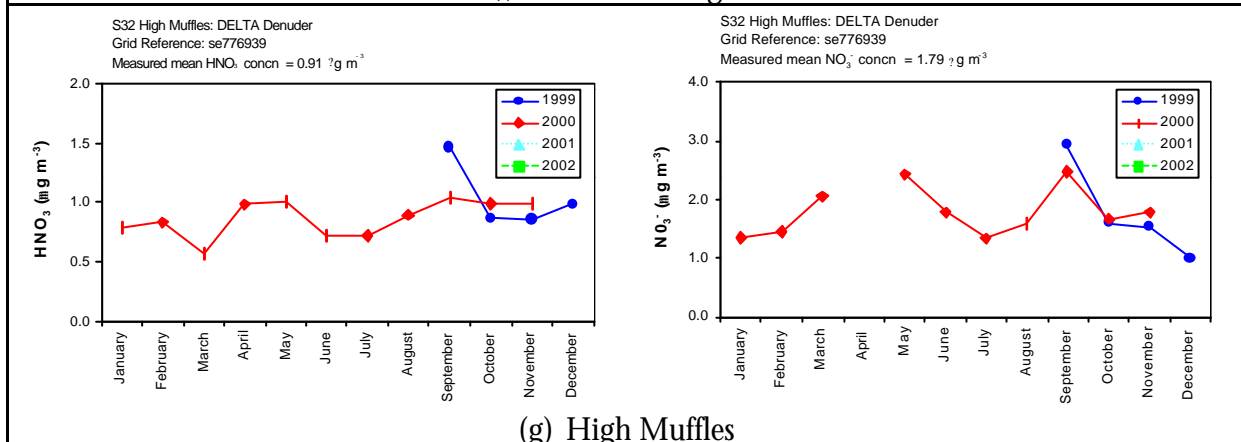 S32 High Muffles: DELTA Denuder
Grid Reference: se776939
Measured mean HNO₃ concn = 0.91 ?g m⁻³
2.0
1.5
1.0
0.5
0.0
HNO₃ (mg m⁻³)
1999
2000
2001
2002
January
February
March
April
May
June
July
August
September
October
November
December
S32 High Muffles: DELTA Denuder
Grid Reference: se776939
Measured mean NO₃⁻ concn = 1.79 ?g m⁻³
4.0
3.0
2.0
1.0
0.0
NO₃⁻ (mg m⁻³)
1999
2000
2001
2002
January
February
March
April
May
June
July
August
September
October
November
December
(g) High Muffles